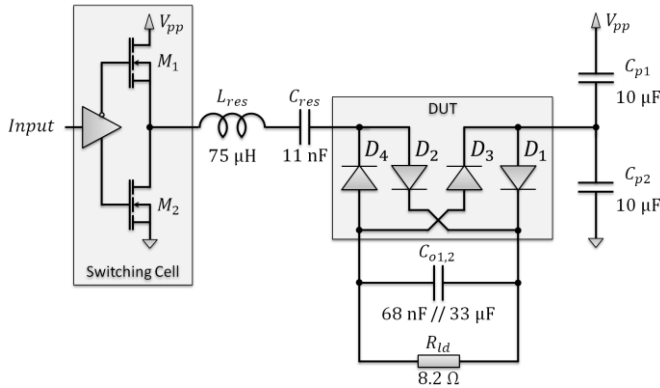 V_pp
M_1
Input
M_2
Switching Cell
L_res
75 μH
C_res
11 nF
DUT
D_4
D_2
D_3
D_1
C_o1,2
68 nF // 33 μF
R_ld
8.2 Ω
V_pp
C_p1
10 μF
C_p2
10 μF